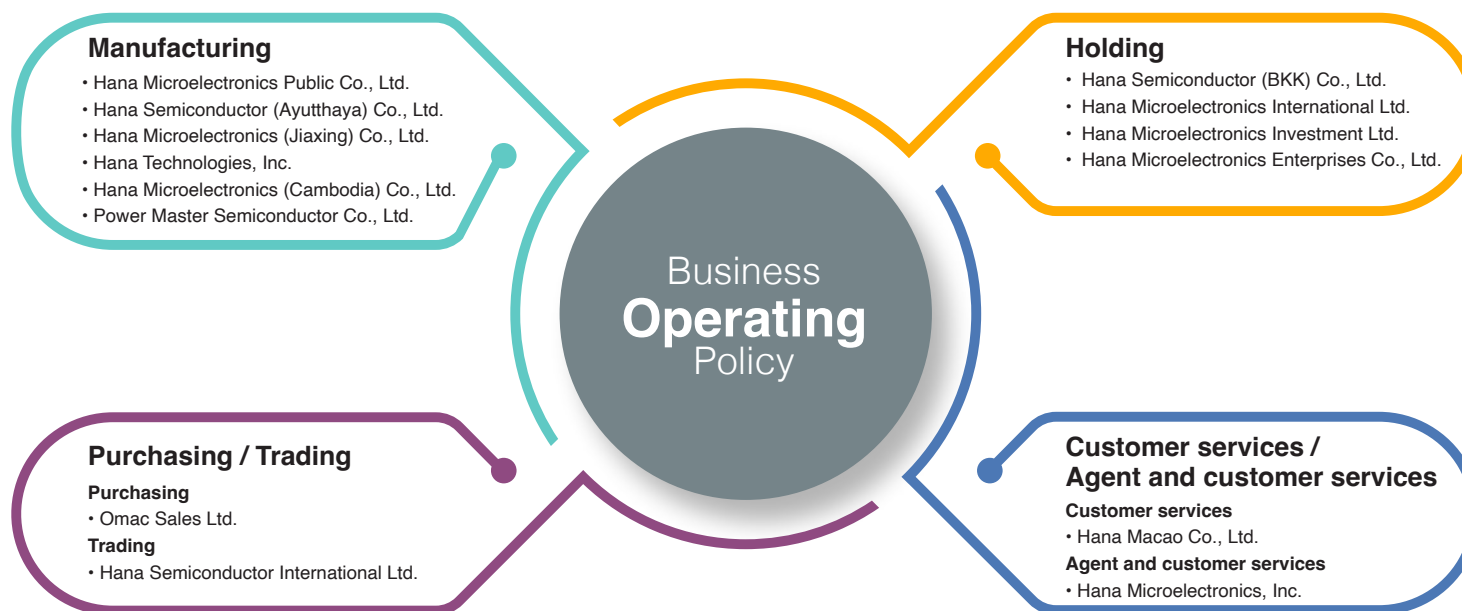 Manufacturing
• Hana Microelectronics Public Co., Ltd.
• Hana Semiconductor (Ayutthaya) Co., Ltd.
• Hana Microelectronics (Jiaxing) Co., Ltd.
• Hana Technologies, Inc.
• Hana Microelectronics (Cambodia) Co., Ltd.
• Power Master Semiconductor Co., Ltd.
Holding
• Hana Semiconductor (BKK) Co., Ltd.
• Hana Microelectronics International Ltd.
• Hana Microelectronics Investment Ltd.
• Hana Microelectronics Enterprises Co., Ltd.
Business
Operating
Policy
Purchasing / Trading
Purchasing
• Omac Sales Ltd.
Trading
• Hana Semiconductor International Ltd.
Customer services /
Agent and customer services
Customer services
• Hana Macao Co., Ltd.
Agent and customer services
• Hana Microelectronics, Inc.